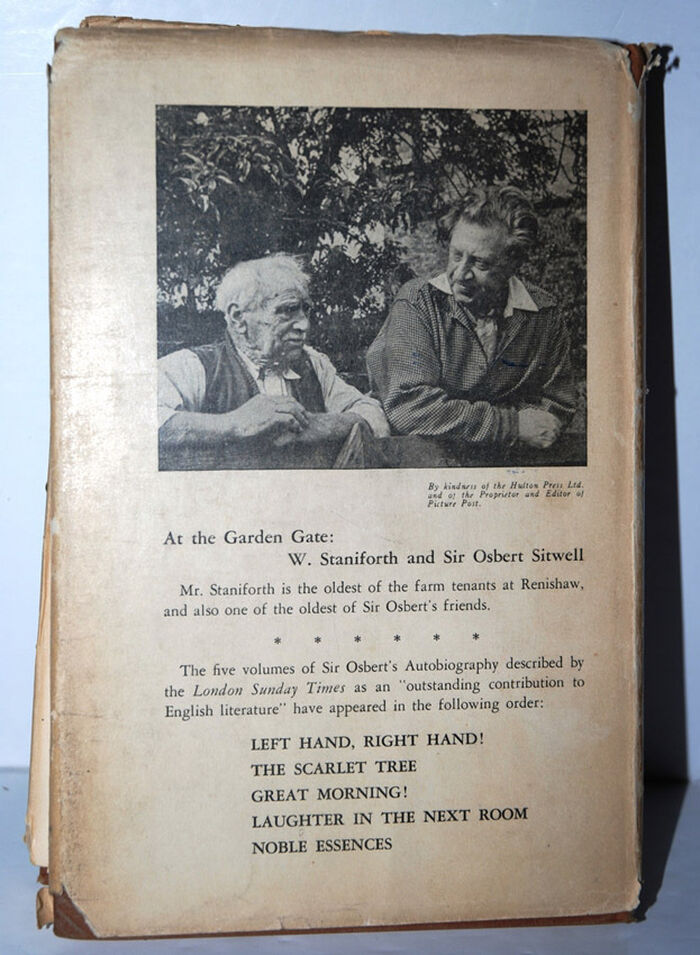 By kindness of the Hulton Press Ltd.
and of the Proprietor and Editor of
Picture Post.
At the Garden Gate:
W. Staniforth and Sir Osbert Sitwell
Mr. Staniforth is the oldest of the farm tenants at Renishaw,
and also one of the oldest of Sir Osbert's friends.
* * * * * *
The five volumes of Sir Osbert's Autobiography described by
the London Sunday Times as an "outstanding contribution to
English literature" have appeared in the following order:
LEFT HAND, RIGHT HAND!
THE SCARLET TREE
GREAT MORNING!
LAUGHTER IN THE NEXT ROOM
NOBLE ESSENCES